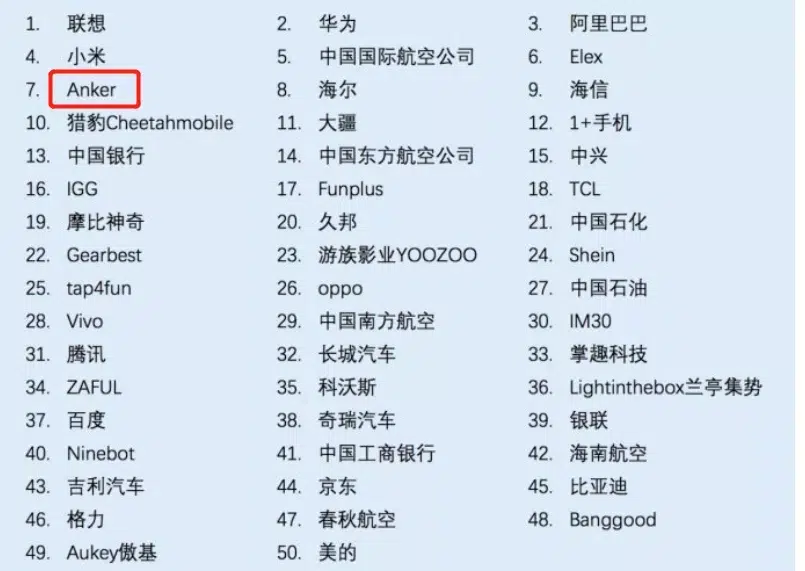 1. 联想 2. 华为 3. 阿里巴巴
4. 小米 5. 中国国际航空公司 6. Elex
7. Anker 8. 海尔 9. 海信
10. 猎豹Cheetahmobile 11. 大疆 12. 1+手机
13. 中国银行 14. 中国东方航空公司 15. 中兴
16. IGG 17. Funplus 18. TCL
19. 摩比神奇 20. 久邦 21. 中国石化
22. Gearbest 23. 游族影业YOOZOO 24. Shein
25. tap4fun 26. oppo 27. 中国石油
28. Vivo 29. 中国南方航空 30. IM30
31. 腾讯 32. 长城汽车 33. 掌趣科技
34. ZAFUL 35. 科沃斯 36. Lightinthebox兰亭集势
37. 百度 38. 奇瑞汽车 39. 银联
40. Ninebot 41. 中国工商银行 42. 海南航空
43. 吉利汽车 44. 京东 45. 比亚迪
46. 格力 47. 春秋航空 48. Banggood
49. Aukey傲基 50. 美的